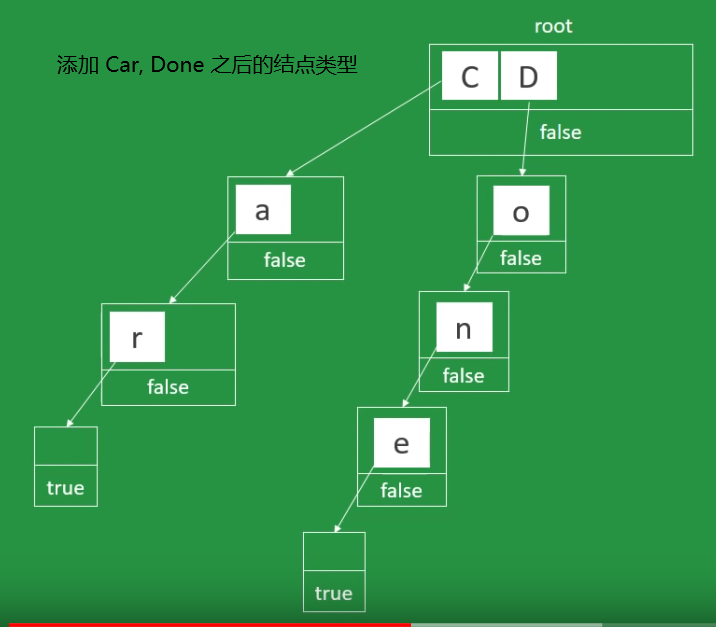 root
添加 Car, Done 之后的结点类型
C D
false
a
o
false
false
r
n
false
false
e
true
false
true